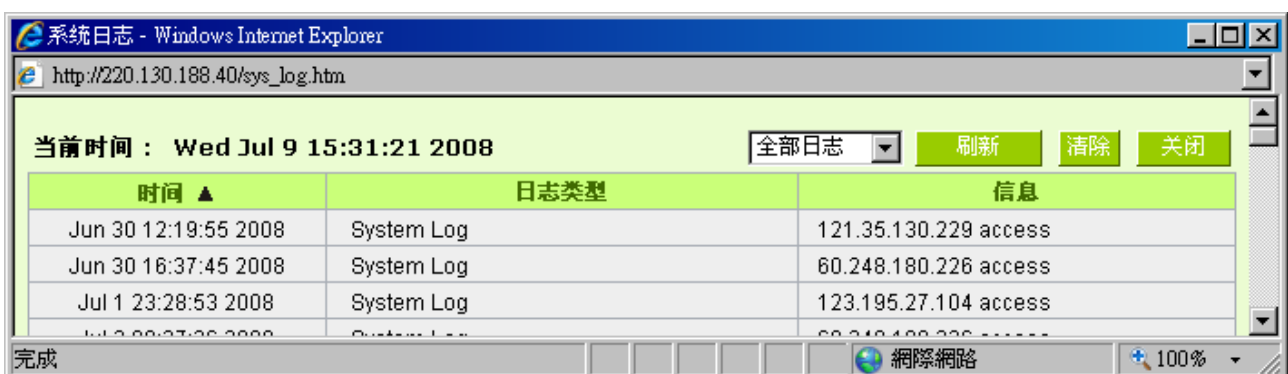 系统日志 - Windows Internet Explorer
http://220.130.188.40/sys_log.htm
当前时间： Wed Jul 9 15:31:21 2008 全部日志 刷新 清除 关闭
时间 ▲ 日志类型 信息
Jun 30 12:19:55 2008 System Log 121.35.130.229 access
Jun 30 16:37:45 2008 System Log 60.248.180.226 access
Jul 1 23:28:53 2008 System Log 123.195.27.104 access
完成 網際網路 100%